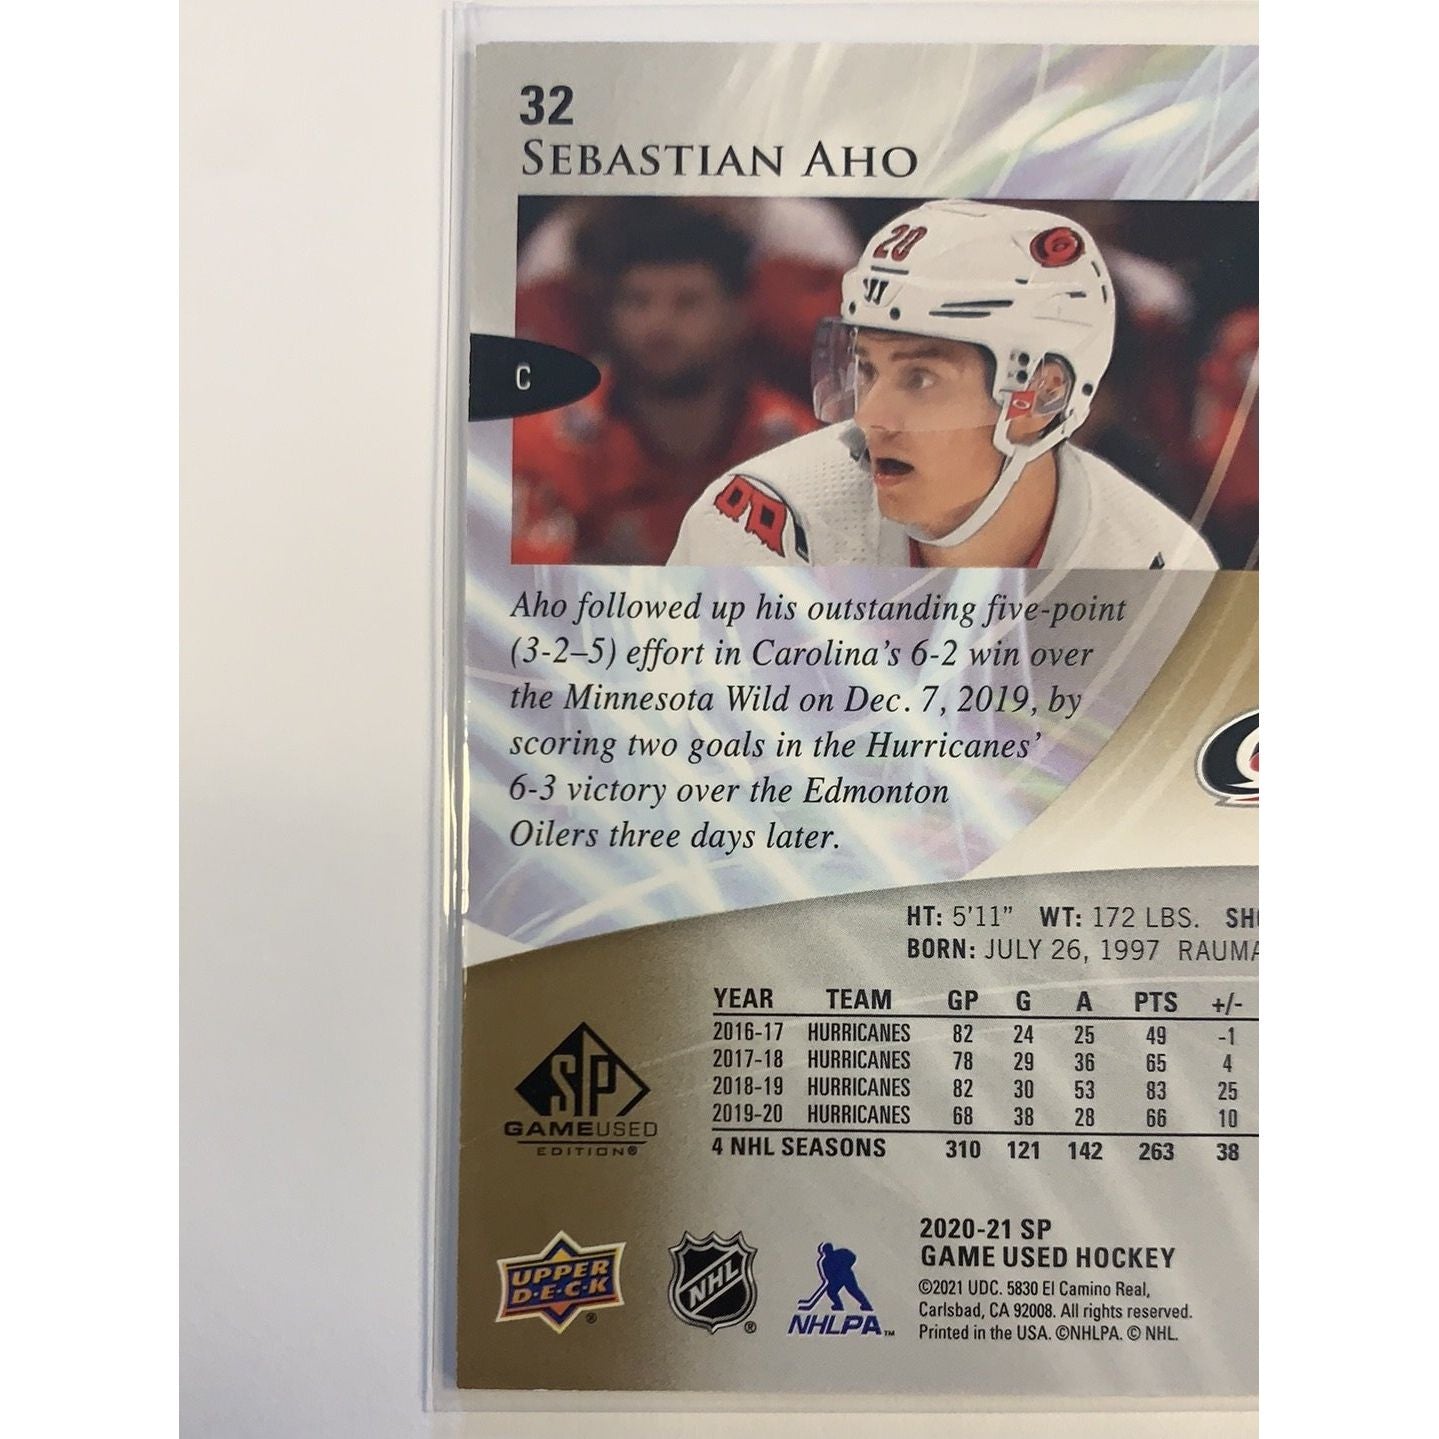 32
SEBASTIAN AHO
20
C
Aho followed up his outstanding five-point
(3-2–5) effort in Carolina's 6-2 win over
the Minnesota Wild on Dec. 7, 2019, by
scoring two goals in the Hurricanes'
6-3 victory over the Edmonton
Oilers three days later.
HT: 5'11" WT: 172 LBS.
BORN: JULY 26, 1997 RAUMA
YEAR TEAM GP G A PTS +/-
2016-17 HURRICANES 82 24 25 49 -1
2017-18 HURRICANES 78 29 36 65 4
2018-19 HURRICANES 82 30 53 83 25
2019-20 HURRICANES 68 38 28 66 10
4 NHL SEASONS 310 121 142 263 38
SP
GAMEUSED
EDITION®
UPPER
D·E·C·K
®
NHL
®
NHLPA™
2020-21 SP
GAME USED HOCKEY
©2021 UDC. 5830 El Camino Real,
Carlsbad, CA 92008. All rights reserved.
Printed in the USA. ©NHLPA. © NHL.